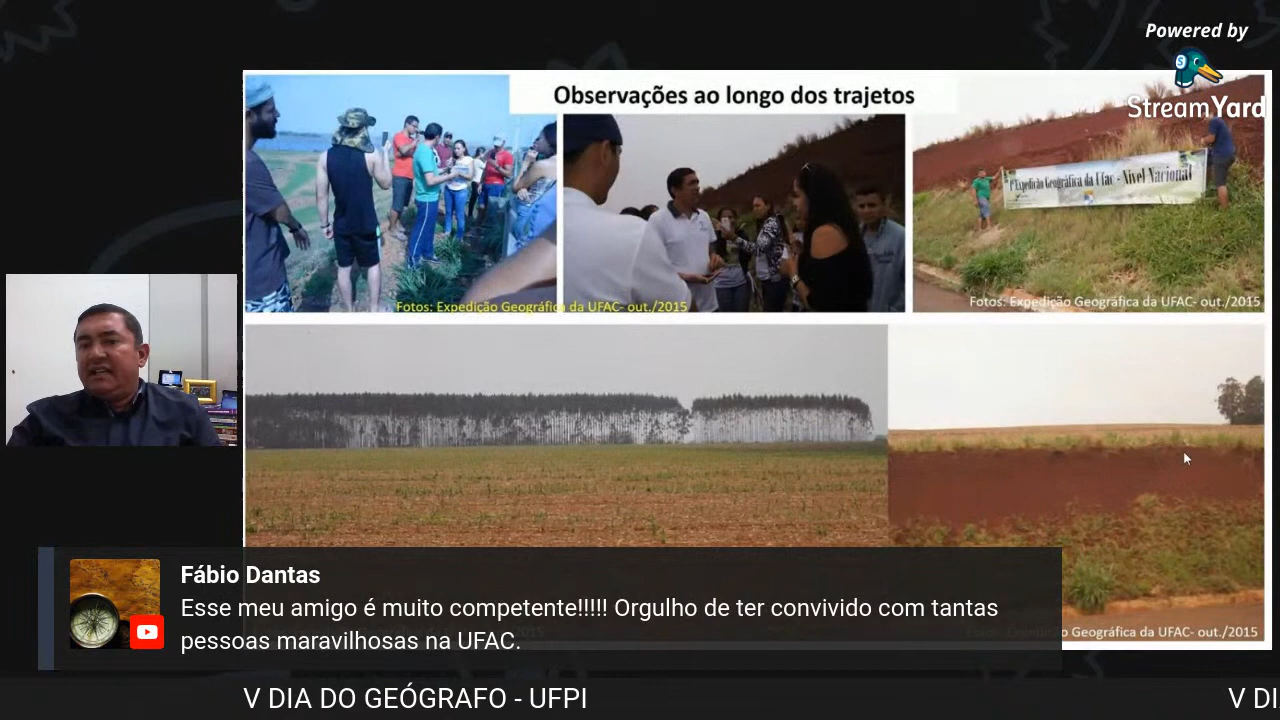 Powered by
StreamYard
Observações ao longo dos trajetos
1ª Expedição Geográfica da Ufac - Nível Nacional
Fotos: Expedição Geográfica da UFAC- out./2015
Fotos: Expedição Geográfica da UFAC- out./2015
Geográfica da UFAC- out./2015
Fábio Dantas
Esse meu amigo é muito competente!!!!! Orgulho de ter convivido com tantas
pessoas maravilhosas na UFAC.
V DIA DO GEÓGRAFO - UFPI
V DI